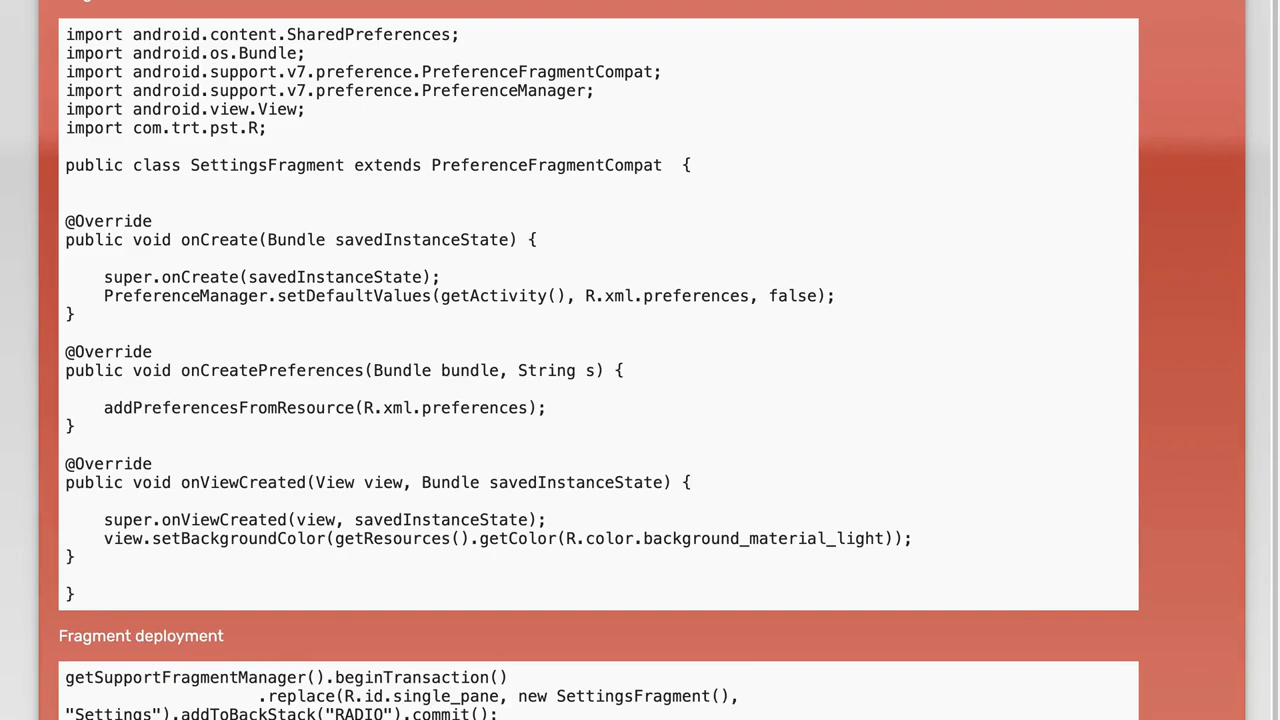 import android.content.SharedPreferences;
import android.os.Bundle;
import android.support.v7.preference.PreferenceFragmentCompat;
import android.support.v7.preference.PreferenceManager;
import android.view.View;
import com.trt.pst.R;
public class SettingsFragment extends PreferenceFragmentCompat  {
@Override
public void onCreate(Bundle savedInstanceState) {
    super.onCreate(savedInstanceState);
    PreferenceManager.setDefaultValues(getActivity(), R.xml.preferences, false);
}
@Override
public void onCreatePreferences(Bundle bundle, String s) {
    addPreferencesFromResource(R.xml.preferences);
}
@Override
public void onViewCreated(View view, Bundle savedInstanceState) {
    super.onViewCreated(view, savedInstanceState);
    view.setBackgroundColor(getResources().getColor(R.color.background_material_light));
}
}
Fragment deployment
getSupportFragmentManager().beginTransaction()
                    .replace(R.id.single_pane, new SettingsFragment(),
"Settings").addToBackStack("RADIO").commit();